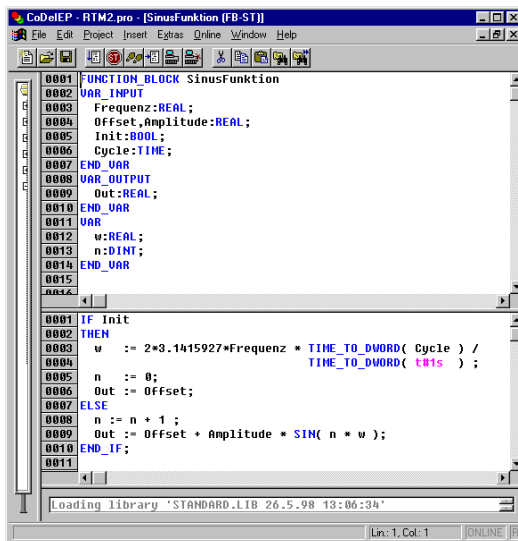 CoDeIEP - RTM2.pro - [SinusFunktion (FB-ST)]
File Edit Project Insert Extras Online Window Help
0001 FUNCTION_BLOCK SinusFunktion
0002 VAR_INPUT
0003 Frequenz:REAL;
0004 Offset,Amplitude:REAL;
0005 Init:BOOL;
0006 Cycle:TIME;
0007 END_VAR
0008 VAR_OUTPUT
0009 Out:REAL;
0010 END_VAR
0011 VAR
0012 w:REAL;
0013 n:DINT;
0014 END_VAR
0015
0016
0001 IF Init
0002 THEN
0003 w := 2*3.1415927*Frequenz * TIME_TO_DWORD( Cycle ) /
0004 TIME_TO_DWORD( t#1s ) ;
0005 n := 0;
0006 Out := Offset;
0007 ELSE
0008 n := n + 1 ;
0009 Out := Offset + Amplitude * SIN( n * w );
0010 END_IF;
0011
Loading library 'STANDARD.LIB 26.5.98 13:06:34'
Lin.: 1, Col.: 1 ONLINE